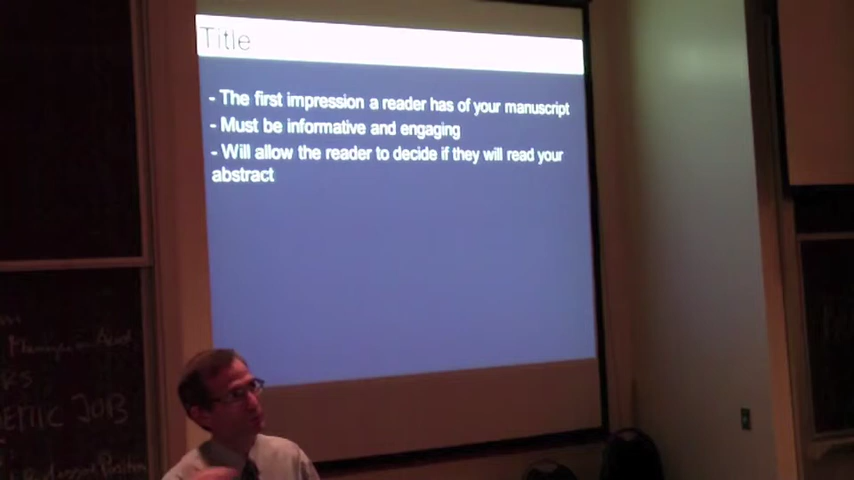 Title
- The first impression a reader has of your manuscript
- Must be informative and engaging
- Will allow the reader to decide if they will read your
abstract
JOB